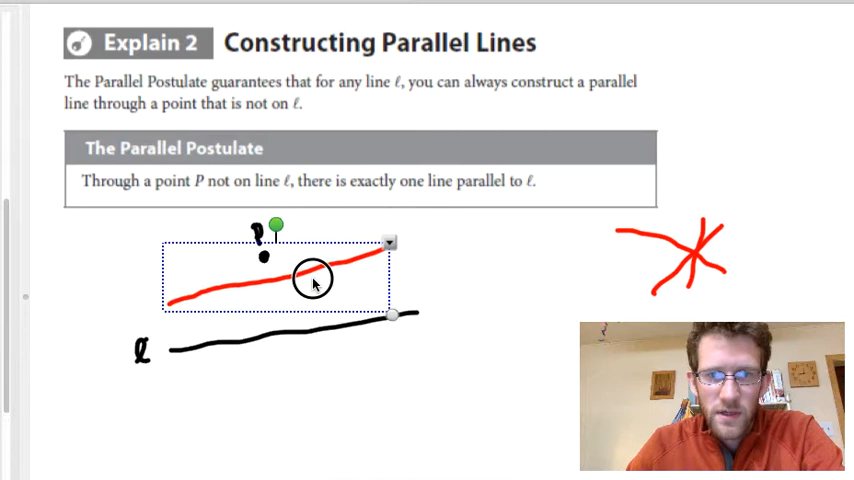 Explain 2 Constructing Parallel Lines
The Parallel Postulate guarantees that for any line ℓ, you can always construct a parallel
line through a point that is not on ℓ.
The Parallel Postulate
Through a point P not on line ℓ, there is exactly one line parallel to ℓ.
P
ℓ